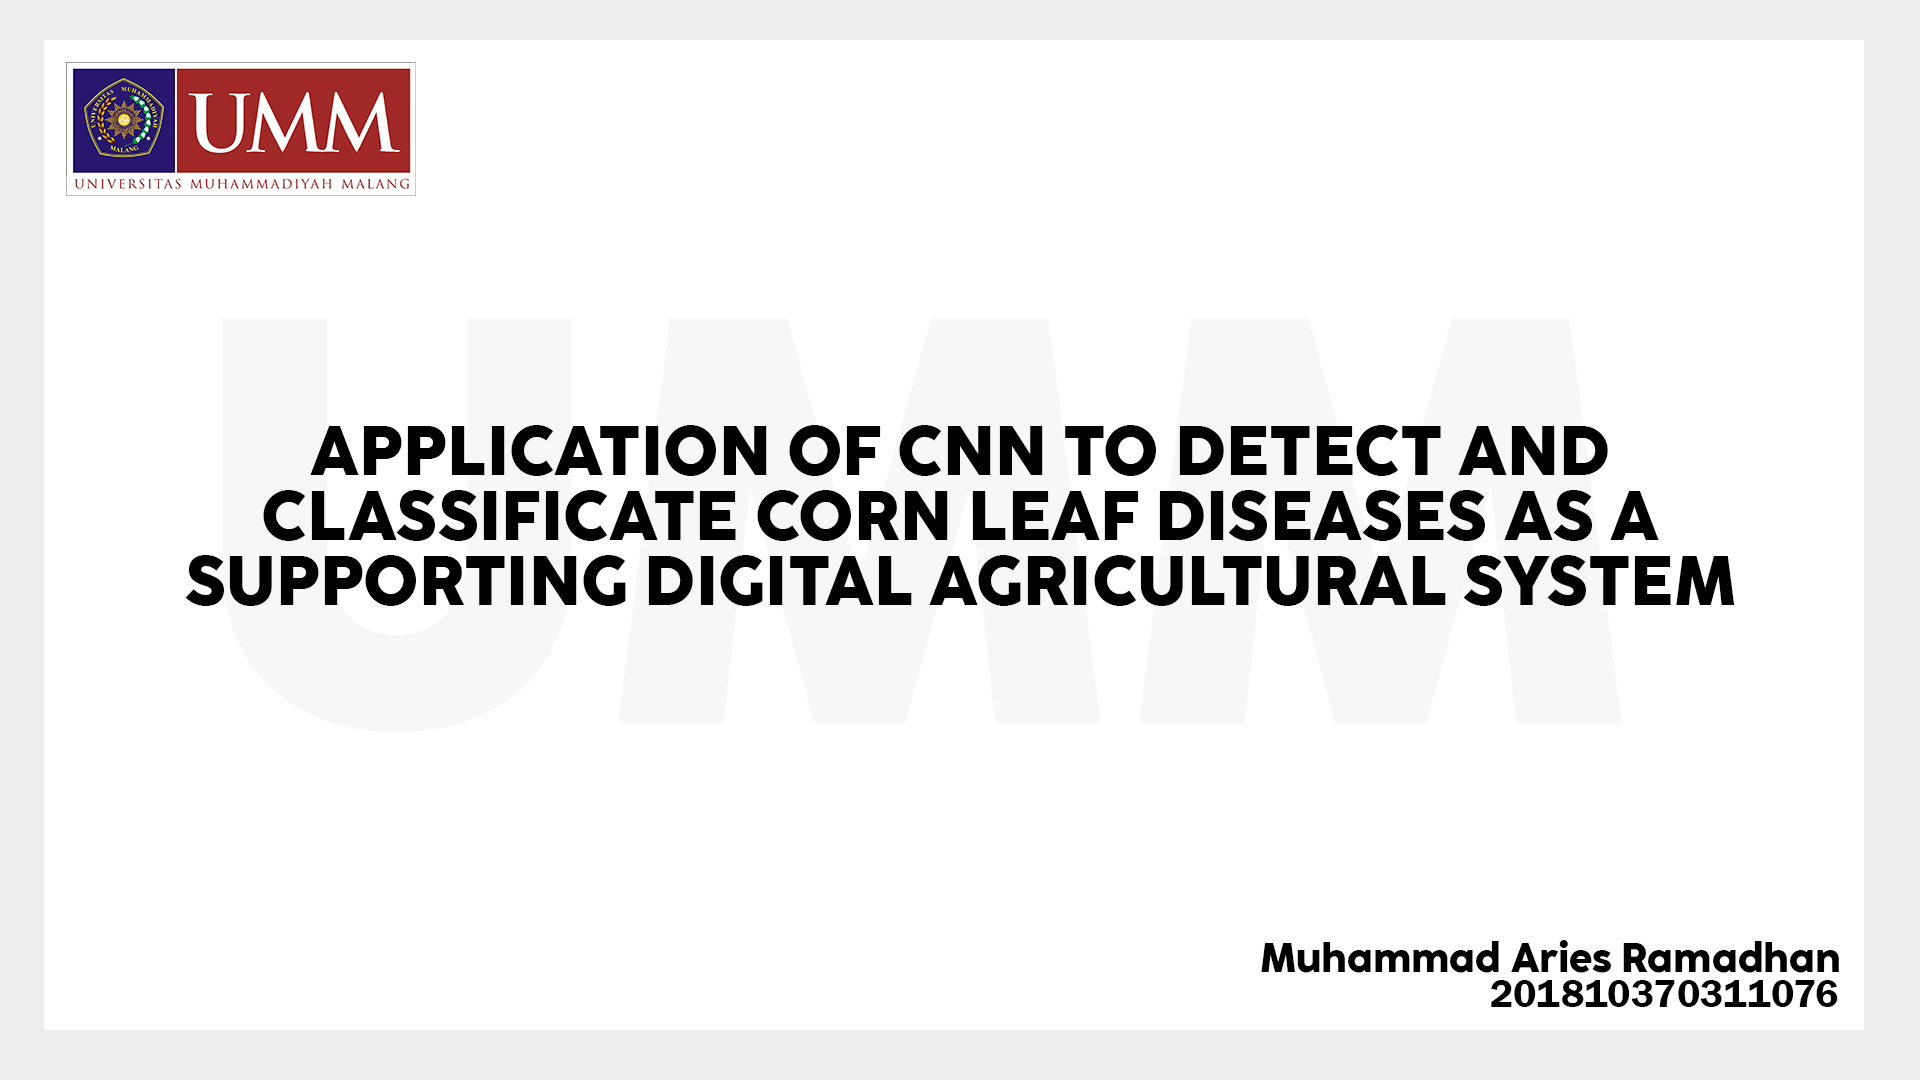 UNIVERSITAS MUHAMMADIYAH
MALANG
UMM
UNIVERSITAS MUHAMMADIYAH MALANG
UMM
APPLICATION OF CNN TO DETECT AND
CLASSIFICATE CORN LEAF DISEASES AS A
SUPPORTING DIGITAL AGRICULTURAL SYSTEM
Muhammad Aries Ramadhan
201810370311076